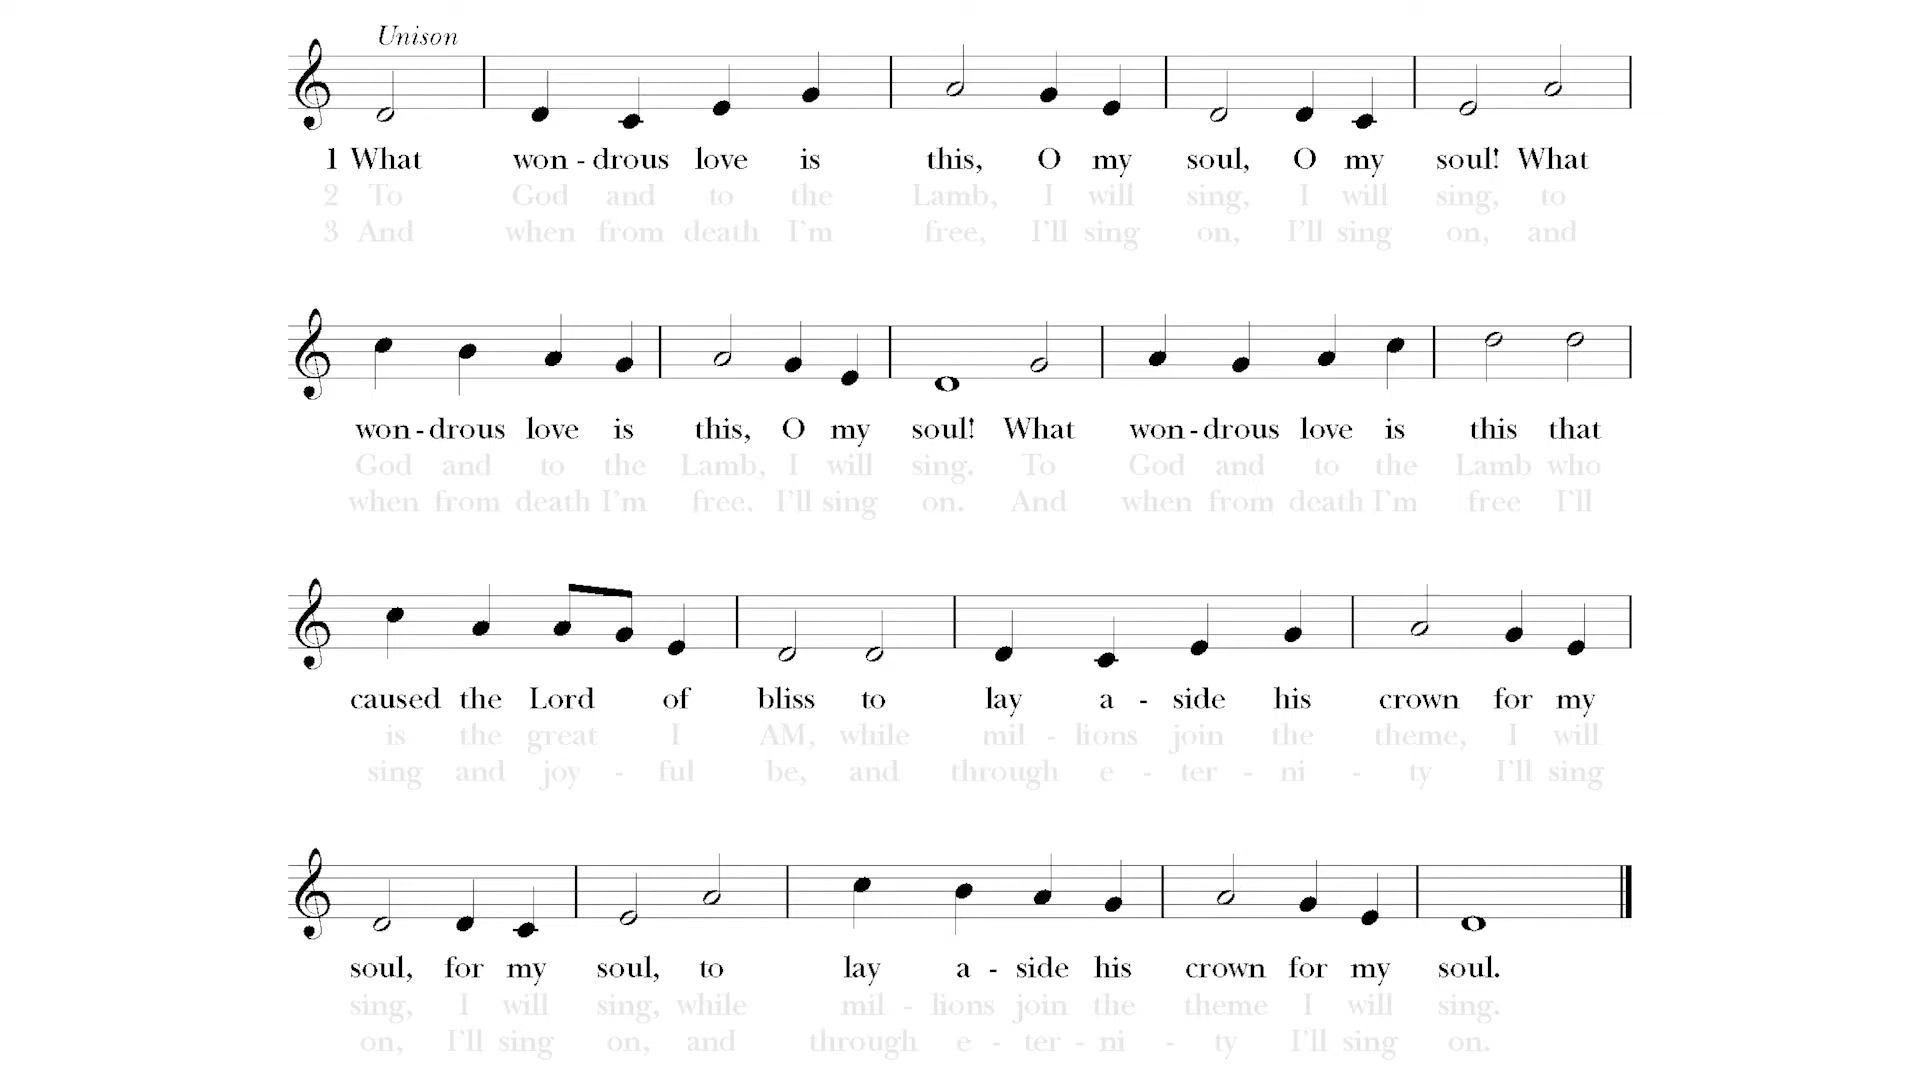 Unison
1 What won - drous love is this, O my soul, O my soul! What
2 To God and to the Lamb, I will sing, I will sing, to
3 And when from death I'm free, I'll sing on, I'll sing on, and
won - drous love is this, O my soul! What won - drous love is this that
God and to the Lamb, I will sing. To God and to the Lamb who
when from death I'm free, I'll sing on. And when from death I'm free I'll
caused the Lord of bliss to lay a - side his crown for my
is the great I AM, while mil - lions join the theme, I will
sing and joy - ful be, and through e - ter - ni - ty I'll sing
soul, for my soul, to lay a - side his crown for my soul.
sing, I will sing, while mil - lions join the theme I will sing.
on, I'll sing on, and through e - ter - ni - ty I'll sing on.